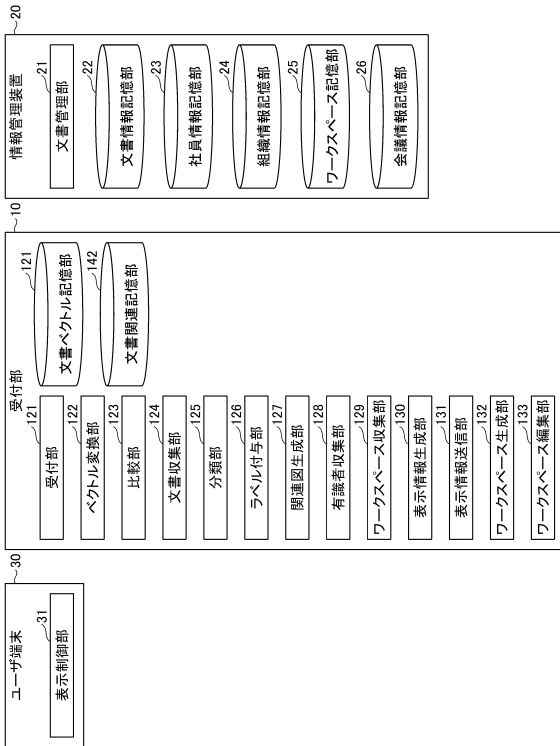 30
ユーザ端末
31
表示制御部
10
受付部
121
受付部
122
ベクトル変換部
123
比較部
124
文書収集部
125
分類部
126
ラベル付与部
127
関連図生成部
128
有識者収集部
129
ワークスペース収集部
130
表示情報生成部
131
表示情報送信部
132
ワークスペース生成部
133
ワークスペース編集部
121
文書ベクトル記憶部
142
文書関連記憶部
20
情報管理装置
21
文書管理部
22
文書情報記憶部
23
社員情報記憶部
24
組織情報記憶部
25
ワークスペース記憶部
26
会議情報記憶部